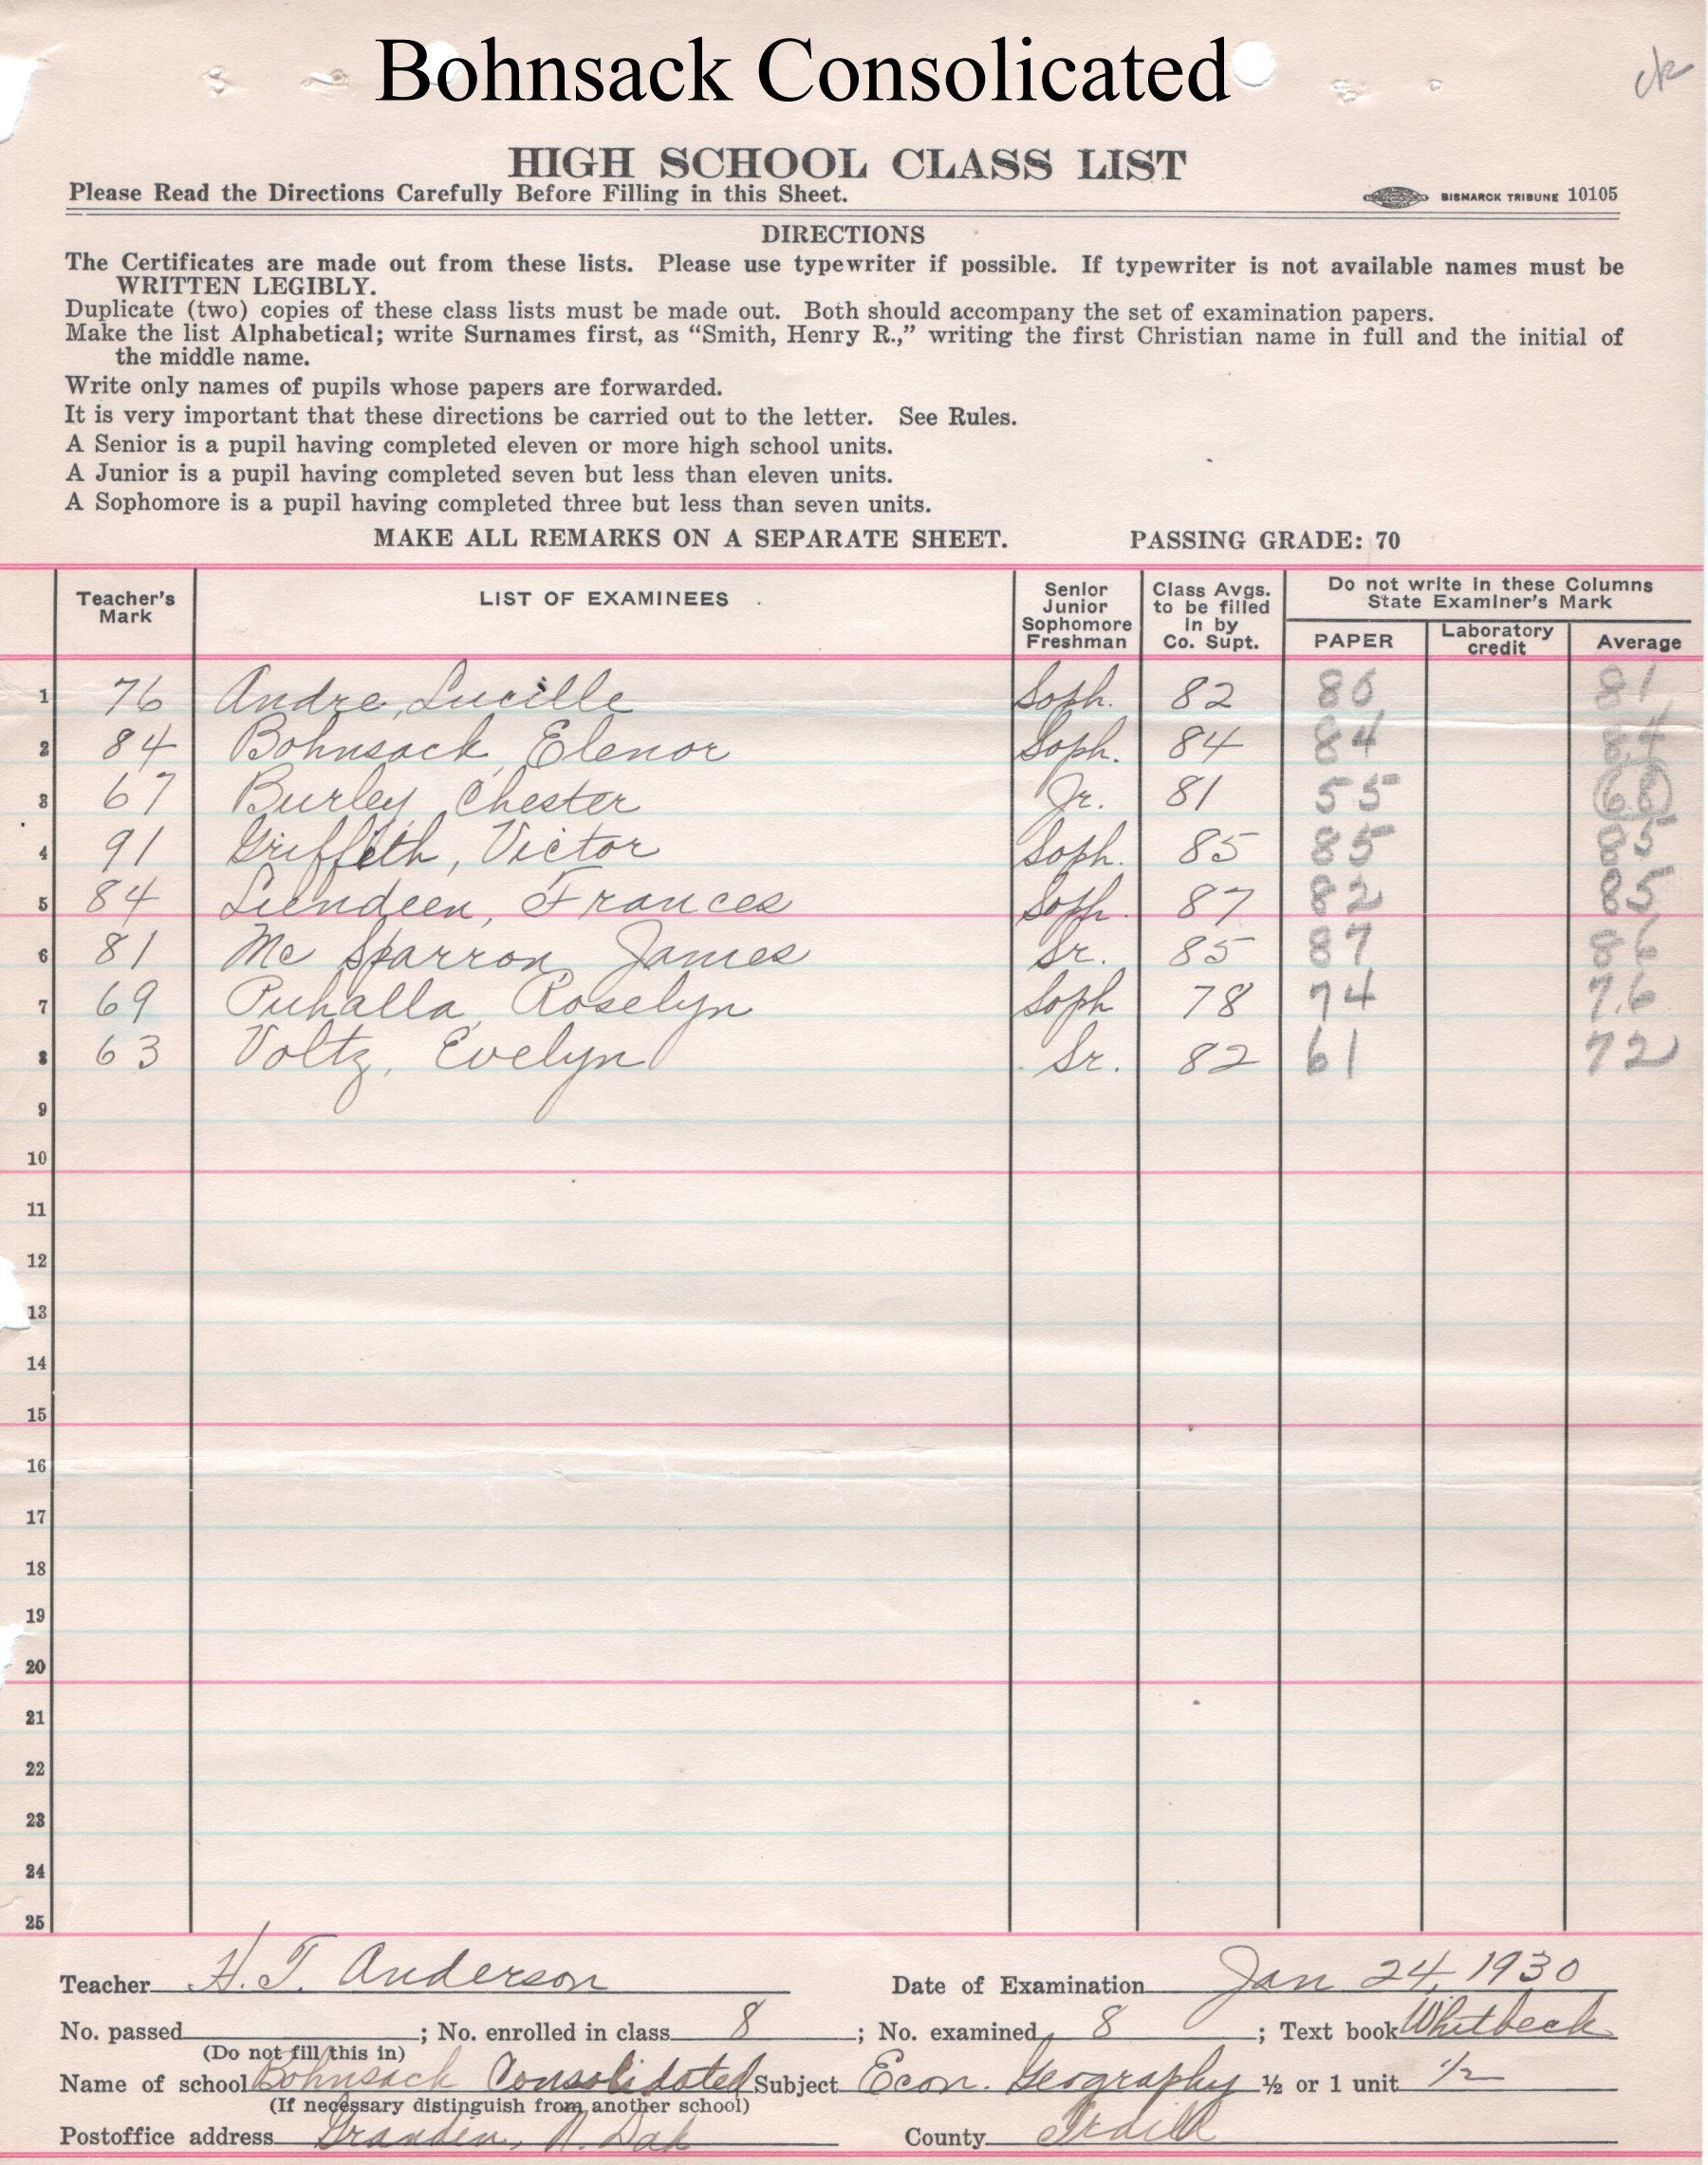 Bohnsack Consolicated
ck
HIGH SCHOOL CLASS LIST
Please Read the Directions Carefully Before Filling in this Sheet. BISMARCK TRIBUNE 10105
DIRECTIONS
The Certificates are made out from these lists. Please use typewriter if possible. If typewriter is not available names must be
WRITTEN LEGIBLY.
Duplicate (two) copies of these class lists must be made out. Both should accompany the set of examination papers.
Make the list Alphabetical; write Surnames first, as “Smith, Henry R.,” writing the first Christian name in full and the initial of
the middle name.
Write only names of pupils whose papers are forwarded.
It is very important that these directions be carried out to the letter. See Rules.
A Senior is a pupil having completed eleven or more high school units.
A Junior is a pupil having completed seven but less than eleven units.
A Sophomore is a pupil having completed three but less than seven units.
MAKE ALL REMARKS ON A SEPARATE SHEET. PASSING GRADE: 70
Teacher's Mark LIST OF EXAMINEES Senior Junior Sophomore Freshman Class Avgs. to be filled in by Co. Supt. Do not write in these Columns State Examiner's Mark
PAPER Laboratory credit Average
1 76 Andre, Lucille Soph. 82 80 81
2 84 Bohnsack, Elenor Soph. 84 84 84
3 67 Burley, Chester Jr. 81 55 68
4 91 Griffeth, Victor Soph. 85 85 85
5 84 Lundeen, Frances Soph. 87 82 85
6 81 Mc Sparron, James Sr. 85 87 86
7 69 Puhalla, Roselyn Soph 78 74 76
8 63 Voltz, Evelyn Sr. 82 61 72
9
10
11
12
13
14
15
16
17
18
19
20
21
22
23
24
25
Teacher H. T. Anderson Date of Examination Jan 24, 1930
No. passed ; No. enrolled in class 8 ; No. examined 8 ; Text book Whitbeck
(Do not fill this in)
Name of school Bohnsack Consolidated Subject Econ. Geography ½ or 1 unit 1/2
(If necessary distinguish from another school)
Postoffice address Grandin, N. Dak County Traill